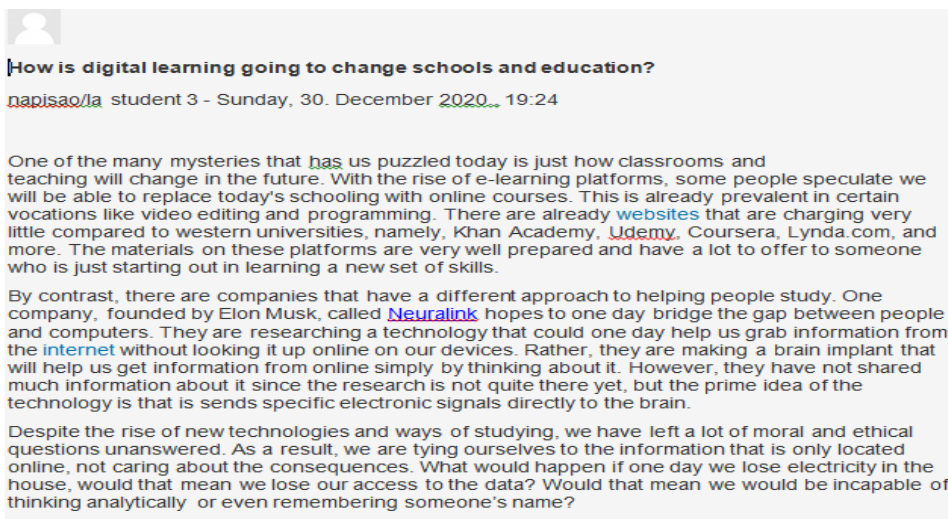 How is digital learning going to change schools and education?
napisao/la student 3 - Sunday, 30. December 2020., 19:24
One of the many mysteries that has us puzzled today is just how classrooms and
teaching will change in the future. With the rise of e-learning platforms, some people speculate we
will be able to replace today's schooling with online courses. This is already prevalent in certain
vocations like video editing and programming. There are already websites that are charging very
little compared to western universities, namely, Khan Academy, Udemy, Coursera, Lynda.com, and
more. The materials on these platforms are very well prepared and have a lot to offer to someone
who is just starting out in learning a new set of skills.
By contrast, there are companies that have a different approach to helping people study. One
company, founded by Elon Musk, called Neuralink hopes to one day bridge the gap between people
and computers. They are researching a technology that could one day help us grab information from
the internet without looking it up online on our devices. Rather, they are making a brain implant that
will help us get information from online simply by thinking about it. However, they have not shared
much information about it since the research is not quite there yet, but the prime idea of the
technology is that is sends specific electronic signals directly to the brain.
Despite the rise of new technologies and ways of studying, we have left a lot of moral and ethical
questions unanswered. As a result, we are tying ourselves to the information that is only located
online, not caring about the consequences. What would happen if one day we lose electricity in the
house, would that mean we lose our access to the data? Would that mean we would be incapable of
thinking analytically or even remembering someone's name?